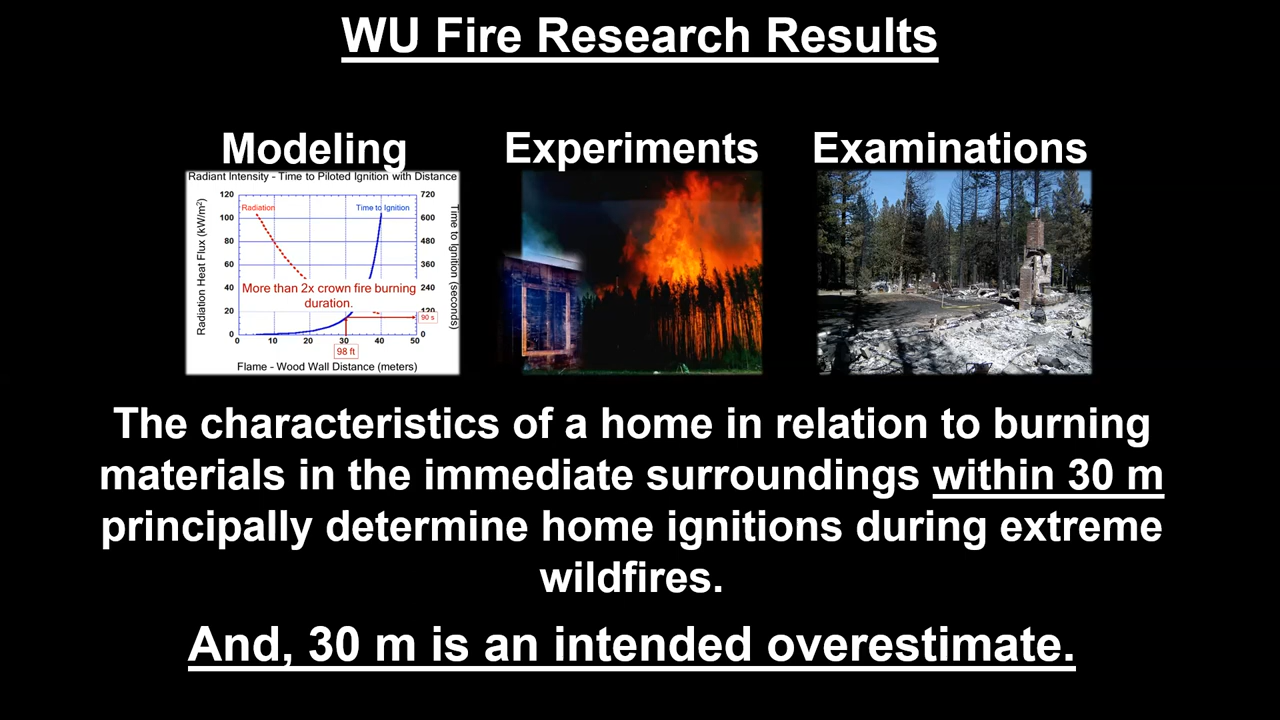 WU Fire Research Results
Modeling
Experiments
Examinations
Radiant Intensity - Time to Piloted Ignition with Distance
120
100
80
60
40
20
0
Radiation Heat Flux (kW/m²)
Radiation
Time to Ignition
More than 2x crown fire burning
duration.
720
600
480
360
240
120
0
90 s
Time to Ignition (seconds)
0
10
20
30
40
50
98 ft
Flame - Wood Wall Distance (meters)
The characteristics of a home in relation to burning
materials in the immediate surroundings within 30 m
principally determine home ignitions during extreme
wildfires.
And, 30 m is an intended overestimate.